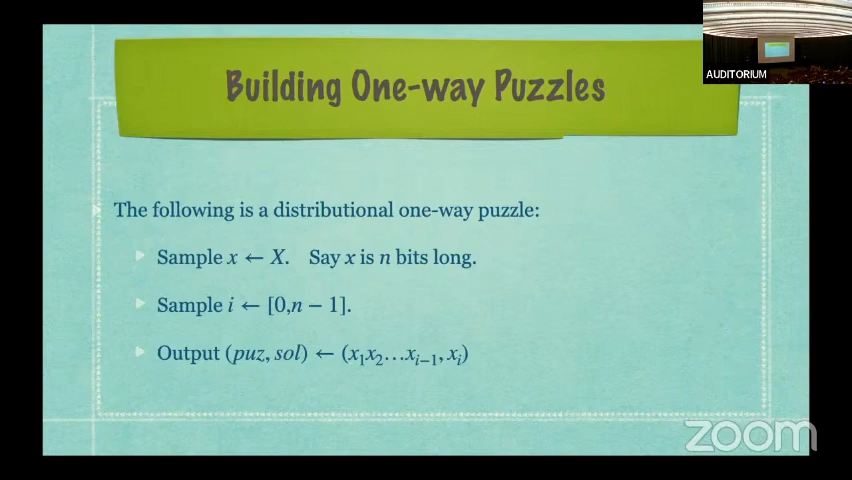 Building One-way Puzzles
AUDITORIUM
The following is a distributional one-way puzzle:
Sample x ← X. Say x is n bits long.
Sample i ← [0,n − 1].
Output (puz, sol) ← (x₁x₂…xᵢ₋₁, xᵢ)
zoom